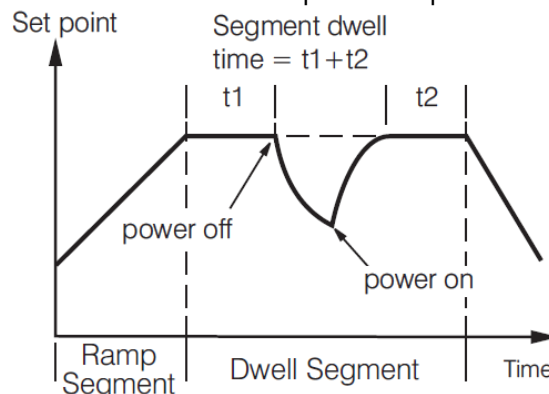 Set point
Segment dwell
time = t1+t2
t1
t2
power off
power on
Ramp
Segment
Dwell Segment
Time